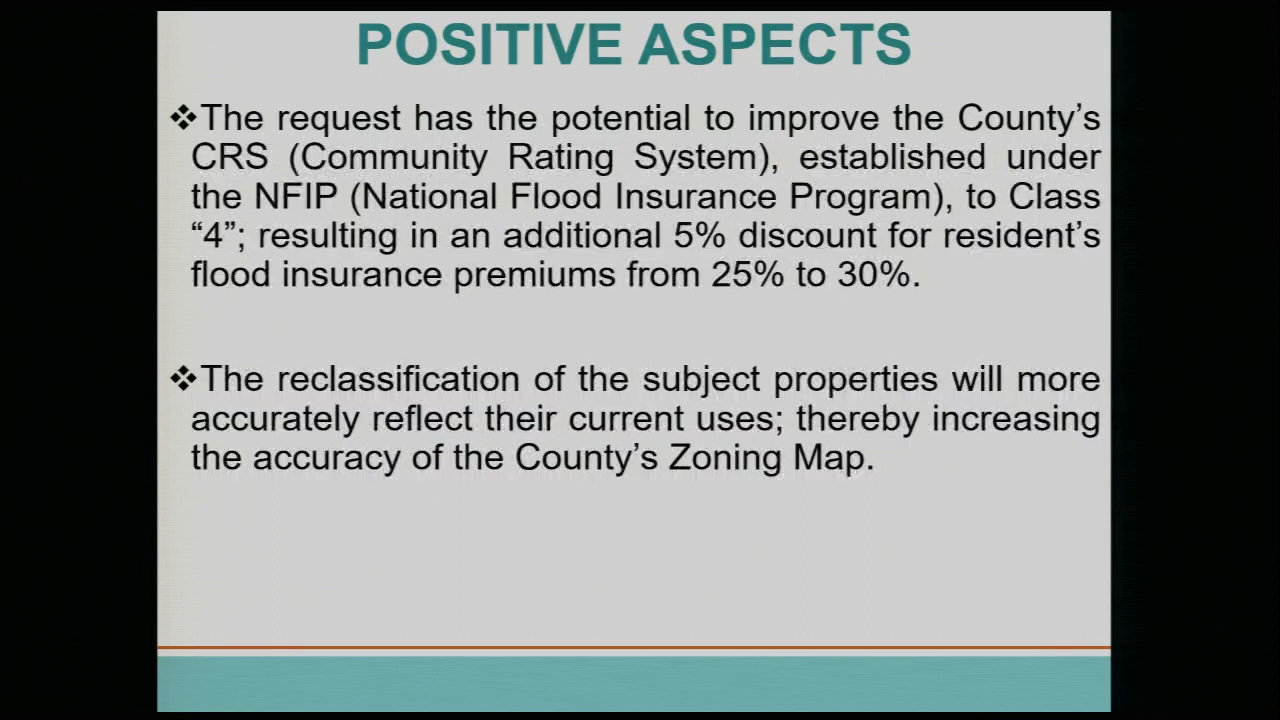 POSITIVE ASPECTS
❖The request has the potential to improve the County’s
CRS (Community Rating System), established under
the NFIP (National Flood Insurance Program), to Class
“4”; resulting in an additional 5% discount for resident’s
flood insurance premiums from 25% to 30%.
❖The reclassification of the subject properties will more
accurately reflect their current uses; thereby increasing
the accuracy of the County’s Zoning Map.